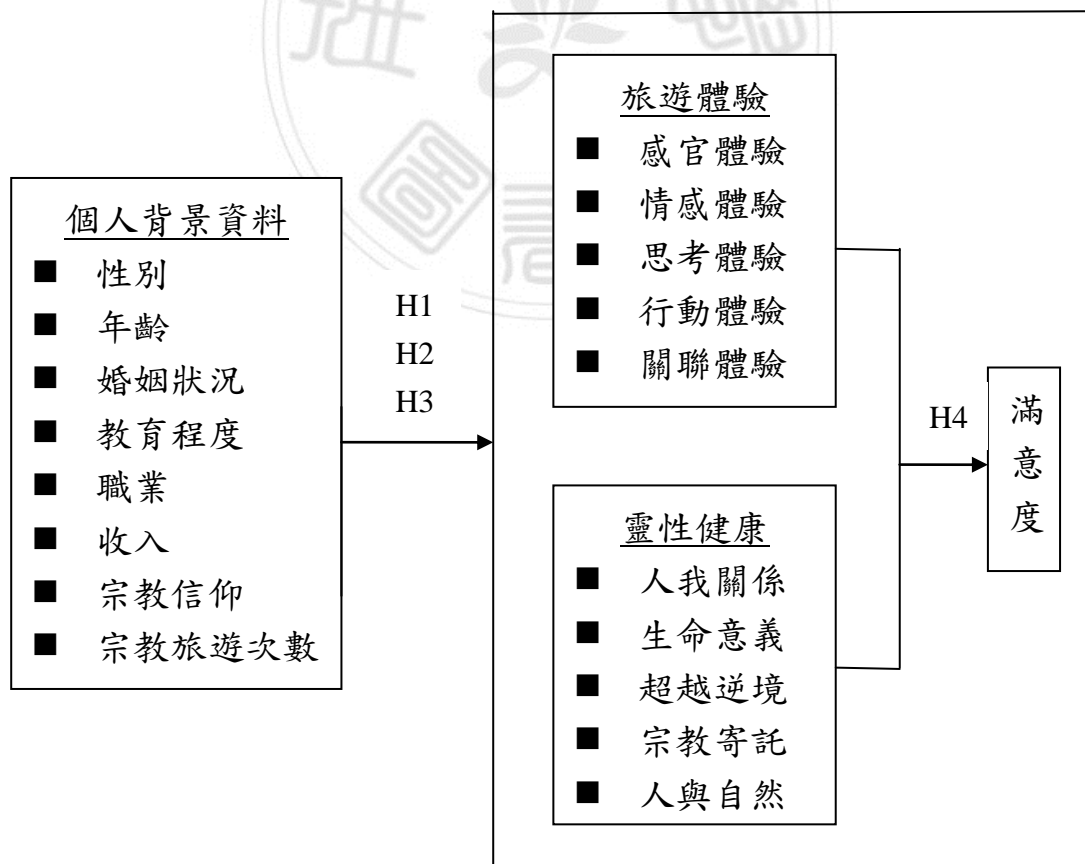 個人背景資料
■ 性別
■ 年齡
■ 婚姻狀況
■ 教育程度
■ 職業
■ 收入
■ 宗教信仰
■ 宗教旅遊次數
H1
H2
H3
旅遊體驗
■ 感官體驗
■ 情感體驗
■ 思考體驗
■ 行動體驗
■ 關聯體驗
靈性健康
■ 人我關係
■ 生命意義
■ 超越逆境
■ 宗教寄託
■ 人與自然
H4
滿
意
度